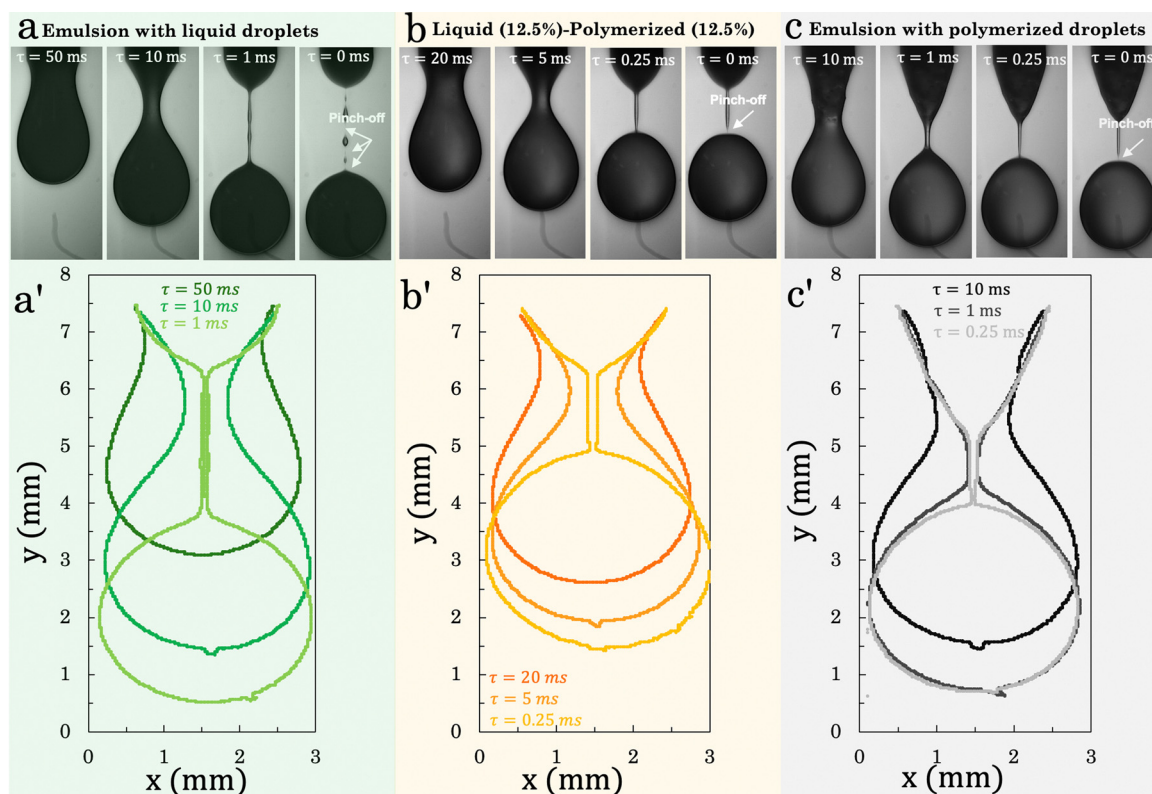 a Emulsion with liquid droplets
τ = 50 ms
τ = 10 ms
τ = 1 ms
τ = 0 ms
Pinch-off
b Liquid (12.5%)-Polymerized (12.5%)
τ = 20 ms
τ = 5 ms
τ = 0.25 ms
τ = 0 ms
Pinch-off
c Emulsion with polymerized droplets
τ = 10 ms
τ = 1 ms
τ = 0.25 ms
τ = 0 ms
Pinch-off
a'
τ = 50 ms
τ = 10 ms
τ = 1 ms
8
7
6
5
4
3
2
1
0
y (mm)
0 1 2 3
x (mm)
b'
τ = 20 ms
τ = 5 ms
τ = 0.25 ms
8
7
6
5
4
3
2
1
0
y (mm)
0 1 2 3
x (mm)
c'
τ = 10 ms
τ = 1 ms
τ = 0.25 ms
8
7
6
5
4
3
2
1
0
y (mm)
0 1 2 3
x (mm)